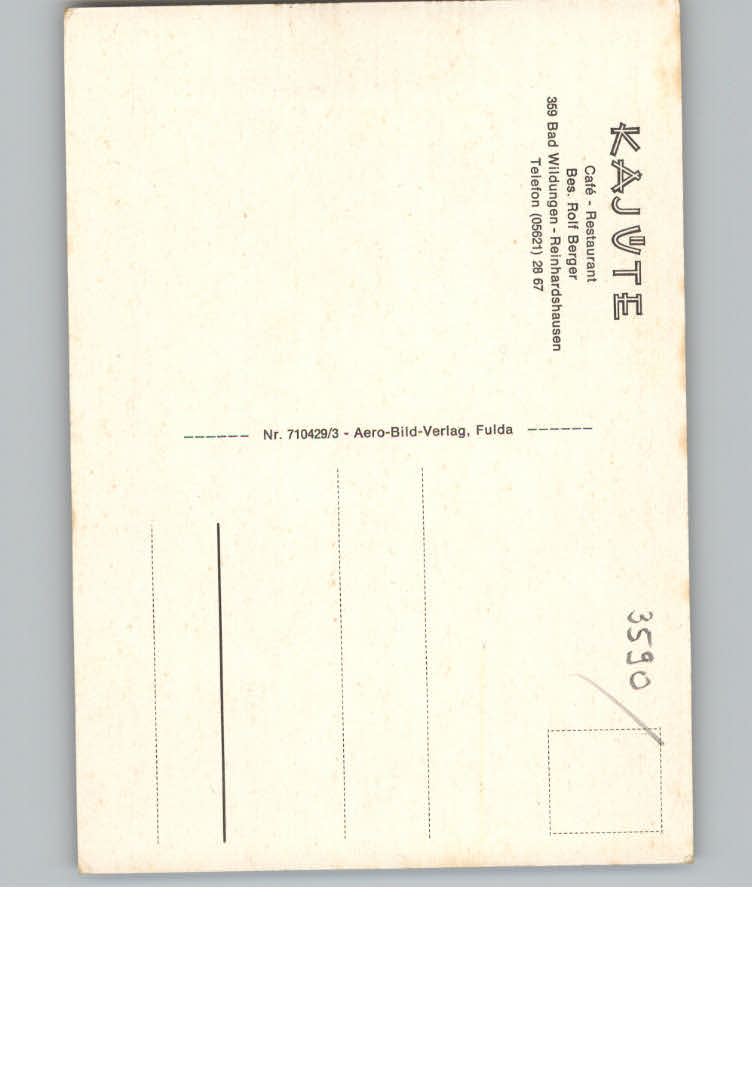 KAJÜTE
Café - Restaurant
Bes. Rolf Berger
359 Bad Wildungen - Reinhardshausen
Telefon (05621) 28 67
Nr. 710429/3 - Aero-Bild-Verlag, Fulda
3590